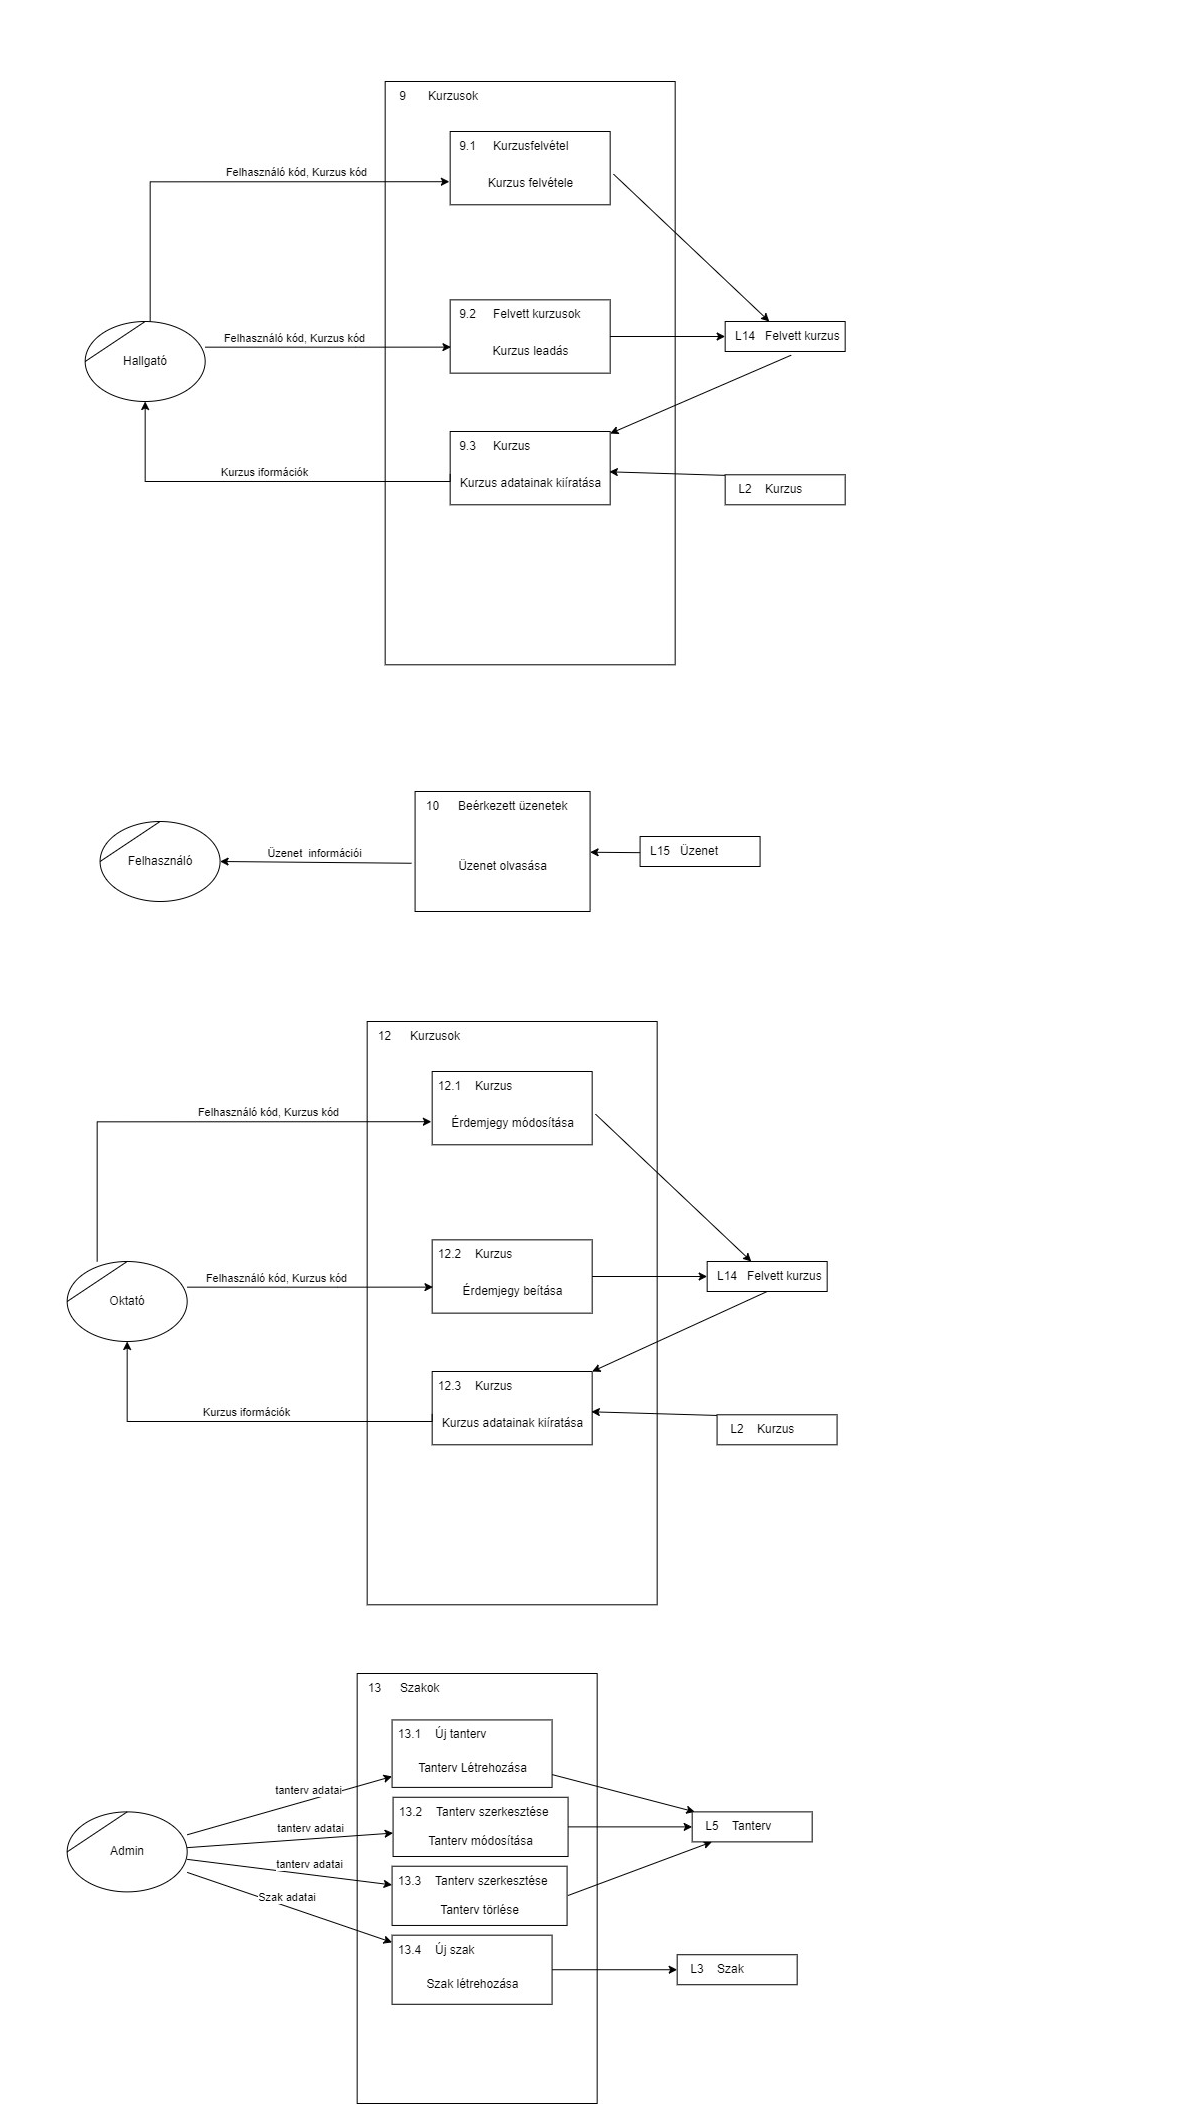 9 Kurzusok
9.1 Kurzusfelvétel
Felhasználó kód, Kurzus kód
Kurzus felvétele
9.2 Felvett kurzusok
Felhasználó kód, Kurzus kód
L14 Felvett kurzus
Kurzus leadás
Hallgató
9.3 Kurzus
Kurzus iformációk
Kurzus adatainak kiíratása
L2 Kurzus
10 Beérkezett üzenetek
Üzenet információi
L15 Üzenet
Felhasználó
Üzenet olvasása
12 Kurzusok
12.1 Kurzus
Felhasználó kód, Kurzus kód
Érdemjegy módosítása
12.2 Kurzus
Felhasználó kód, Kurzus kód
L14 Felvett kurzus
Érdemjegy beítása
Oktató
12.3 Kurzus
Kurzus iformációk
Kurzus adatainak kiíratása
L2 Kurzus
13 Szakok
13.1 Új tanterv
Tanterv Létrehozása
tanterv adatai
13.2 Tanterv szerkesztése
tanterv adatai
L5 Tanterv
Tanterv módosítása
Admin
tanterv adatai
13.3 Tanterv szerkesztése
Szak adatai
Tanterv törlése
13.4 Új szak
L3 Szak
Szak létrehozása